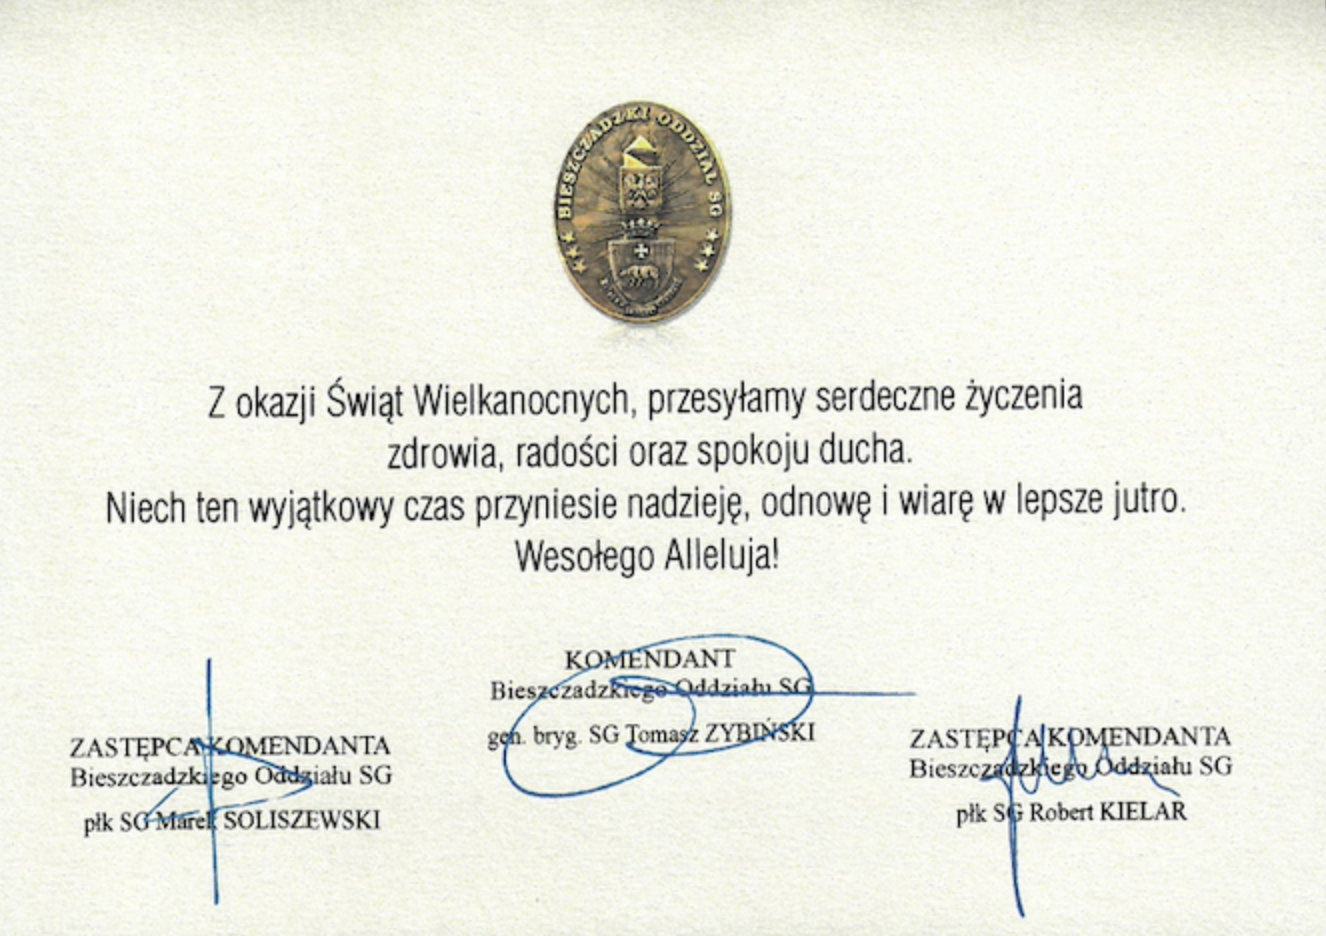 BIESZCZADZKI ODDZIAŁ SG
Z okazji Świąt Wielkanocnych, przesyłamy serdeczne życzenia
zdrowia, radości oraz spokoju ducha.
Niech ten wyjątkowy czas przyniesie nadzieję, odnowę i wiarę w lepsze jutro.
Wesołego Alleluja!
KOMENDANT
Bieszczadzkiego Oddziału SG
gen. bryg. SG Tomasz ZYBIŃSKI
ZASTĘPCA KOMENDANTA
Bieszczadzkiego Oddziału SG
płk SG Marek SOLISZEWSKI
ZASTĘPCA KOMENDANTA
Bieszczadzkiego Oddziału SG
płk SG Robert KIELAR